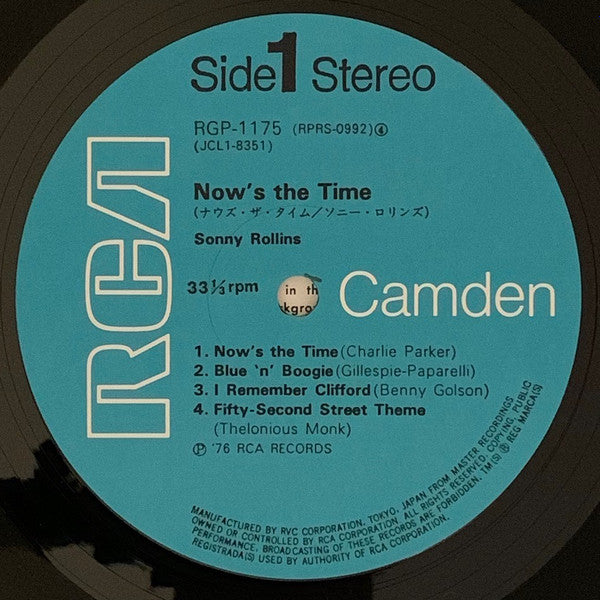 Side 1 Stereo
RGP-1175 (RPRS-0992)④
(JCL1-8351)
Now's the Time
(ナウズ・ザ・タイム/ソニー・ロリンズ)
Sonny Rollins
33⅓rpm
in th
kgro
Camden
RCA
1. Now's the Time (Charlie Parker)
2. Blue 'n' Boogie (Gillespie-Paparelli)
3. I Remember Clifford (Benny Golson)
4. Fifty-Second Street Theme
(Thelonious Monk)
Ⓟ '76 RCA RECORDS
MANUFACTURED BY RVC CORPORATION, TOKYO, JAPAN FROM MASTER RECORDINGS
OWNED OR CONTROLLED BY RCA CORPORATION. ALL RIGHTS RESERVED. COPYING, PUBLIC
PERFORMANCE, BROADCASTING OF THESE RECORDS ARE FORBIDDEN. TM(S) ® REG MARCA(S)
REGISTRADA(S) USED BY AUTHORITY OF RCA CORPORATION.